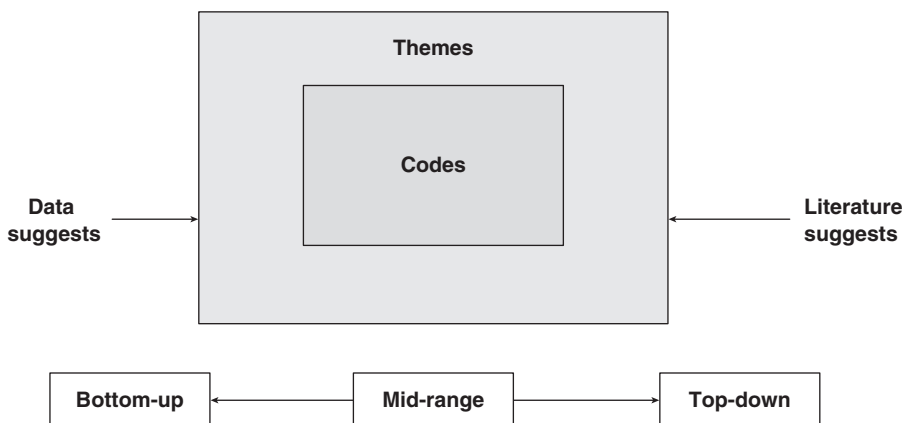 Themes
Codes
Data
suggests
Literature
suggests
Bottom-up
Mid-range
Top-down